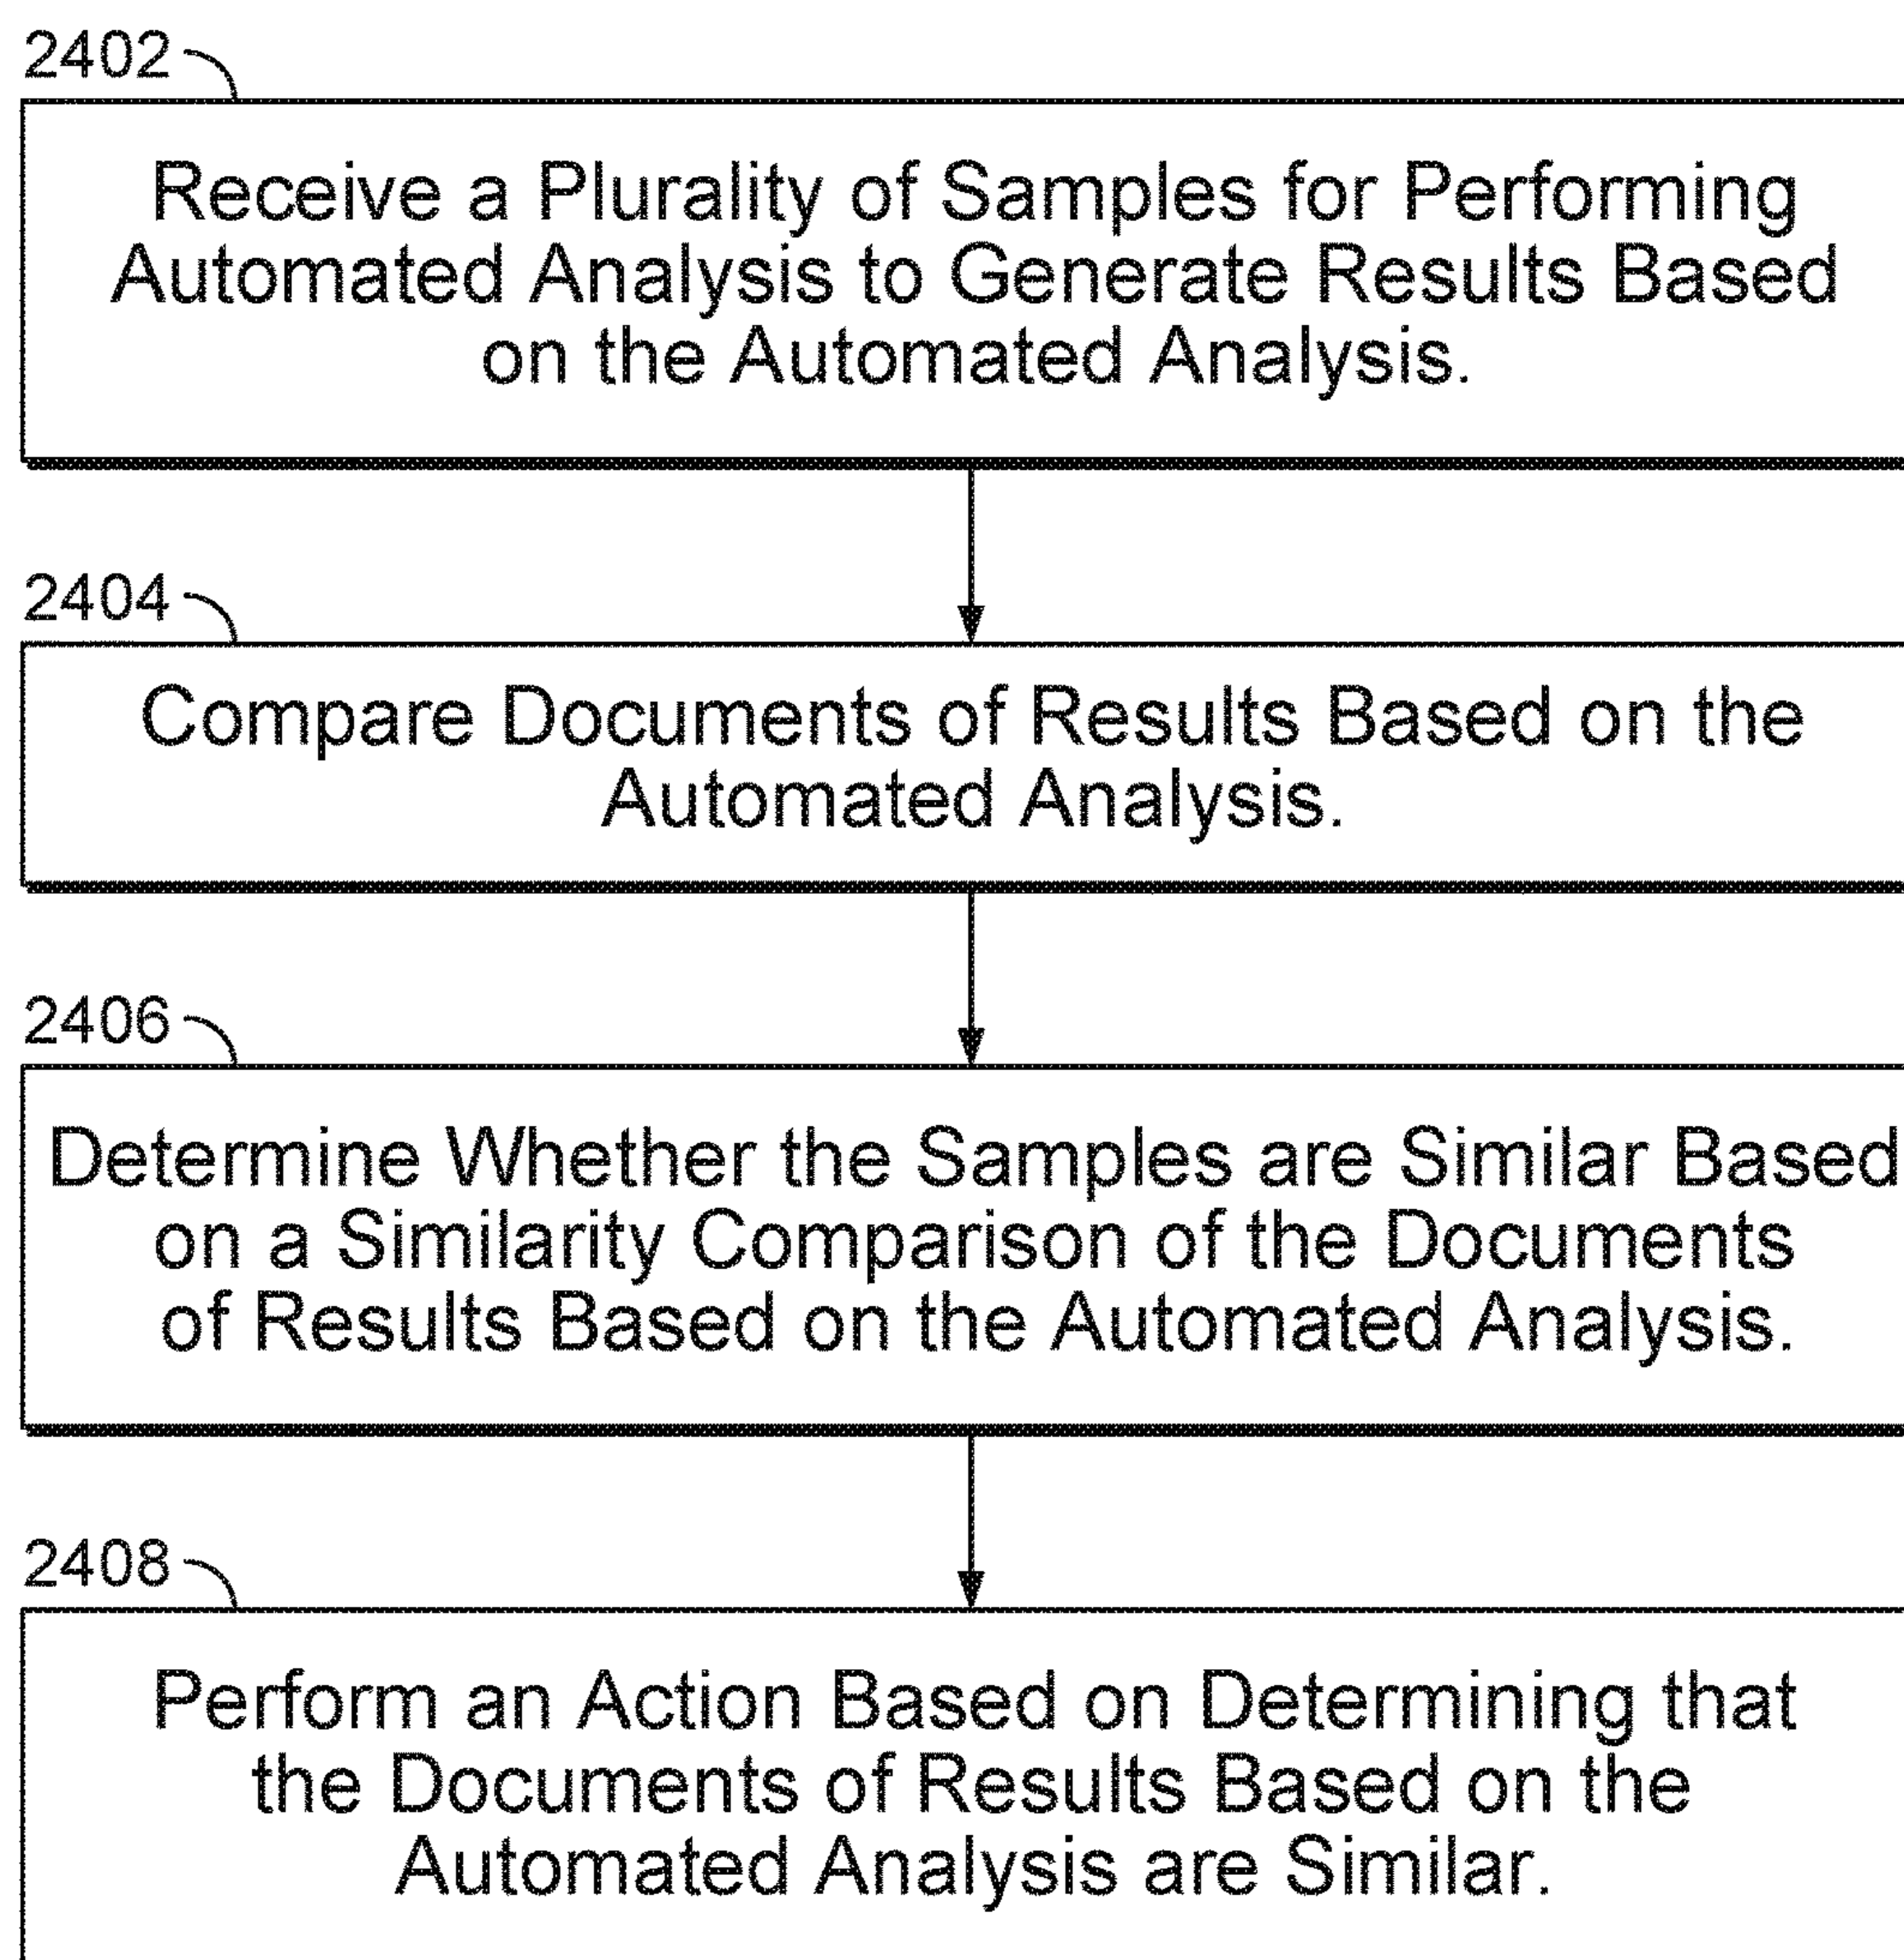 2402
Receive a Plurality of Samples for Performing
Automated Analysis to Generate Results Based
on the Automated Analysis.
2404
Compare Documents of Results Based on the
Automated Analysis.
2406
Determine Whether the Samples are Similar Based
on a Similarity Comparison of the Documents
of Results Based on the Automated Analysis.
2408
Perform an Action Based on Determining that
the Documents of Results Based on the
Automated Analysis are Similar.